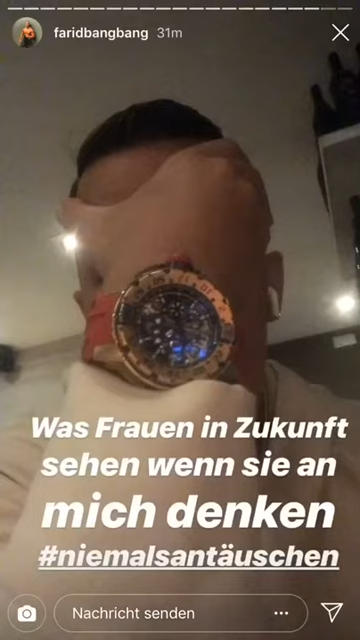 faridbangbang 31m
Was Frauen in Zukunft
sehen wenn sie an
mich denken
#niemalsantäuschen
Nachricht senden